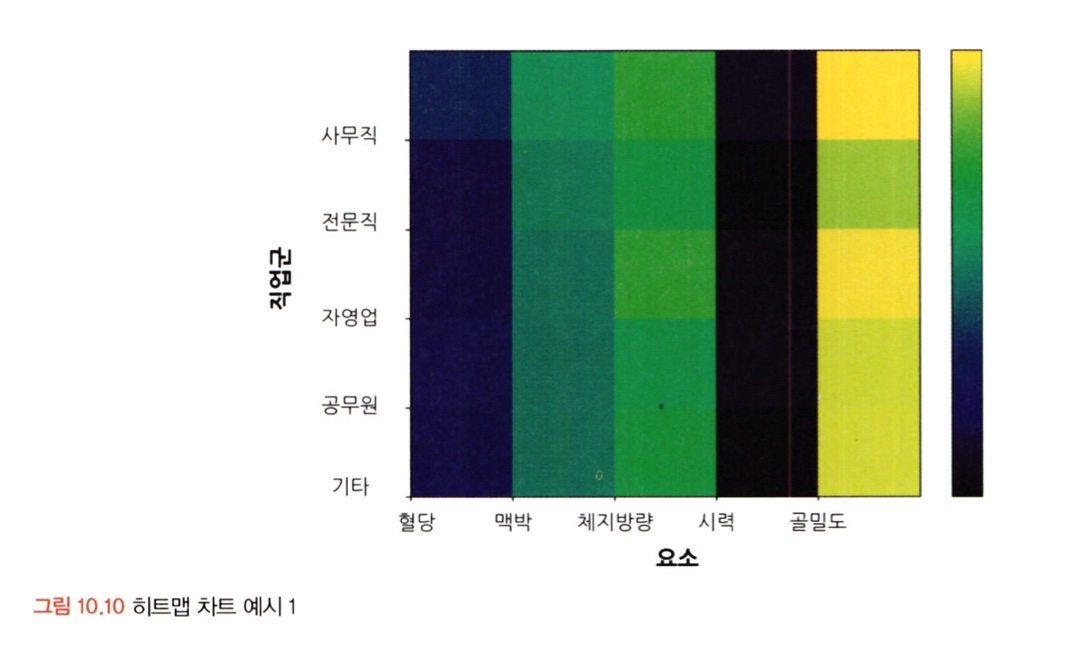 사무직
전문직
직업군
자영업
공무원
기타
혈당 맥박 체지방량 시력 골밀도
요소
그림 10.10 히트맵 차트 예시 1